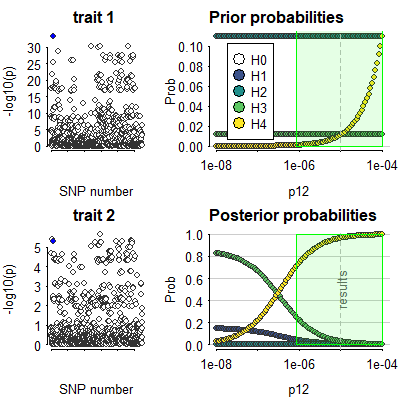 trait 1
-log10(p)
30
25
20
15
10
5
0
SNP number
Prior probabilities
Prob
0.10
0.08
0.06
0.04
0.02
0.00
H0
H1
H2
H3
H4
1e-08
1e-06
1e-04
p12
trait 2
-log10(p)
5
4
3
2
1
0
SNP number
Posterior probabilities
Prob
1.0
0.8
0.6
0.4
0.2
0.0
results
1e-08
1e-06
1e-04
p12